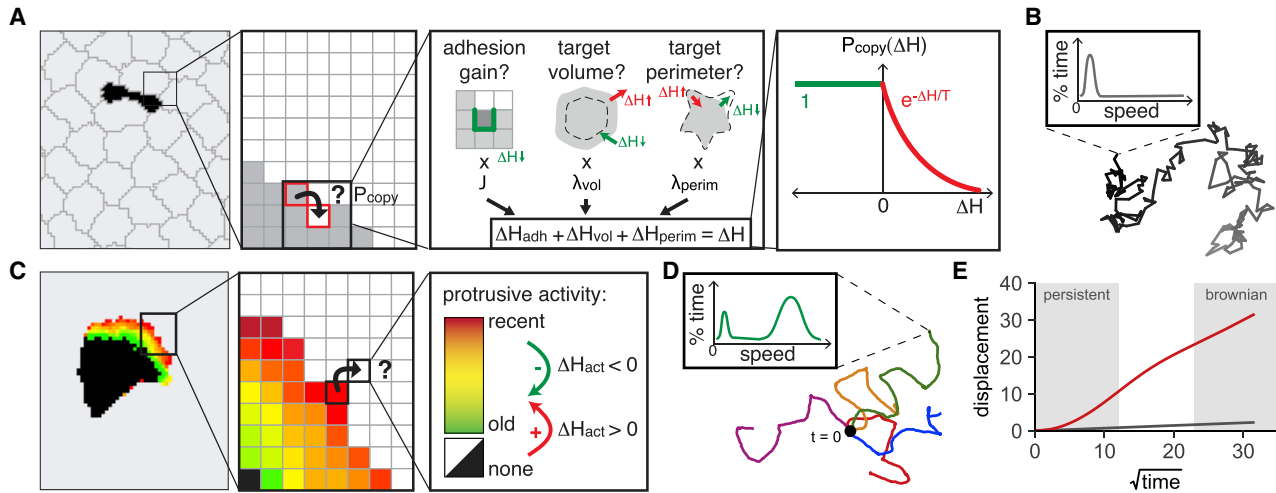 A
adhesion gain?
target volume?
target perimeter?
ΔH↓
ΔH↑
ΔH↓
ΔH↑
ΔH↓
x
x
x
J
λvol
λperim
ΔHadh + ΔHvol + ΔHperim = ΔH
?
Pcopy
Pcopy(ΔH)
1
e-ΔH/T
0
ΔH
B
% time
0
speed
C
?
protrusive activity:
recent
old
none
-
ΔHact < 0
+
ΔHact > 0
D
% time
0
speed
t = 0
E
displacement
40
30
20
10
0
persistent
brownian
0
10
20
30
√time